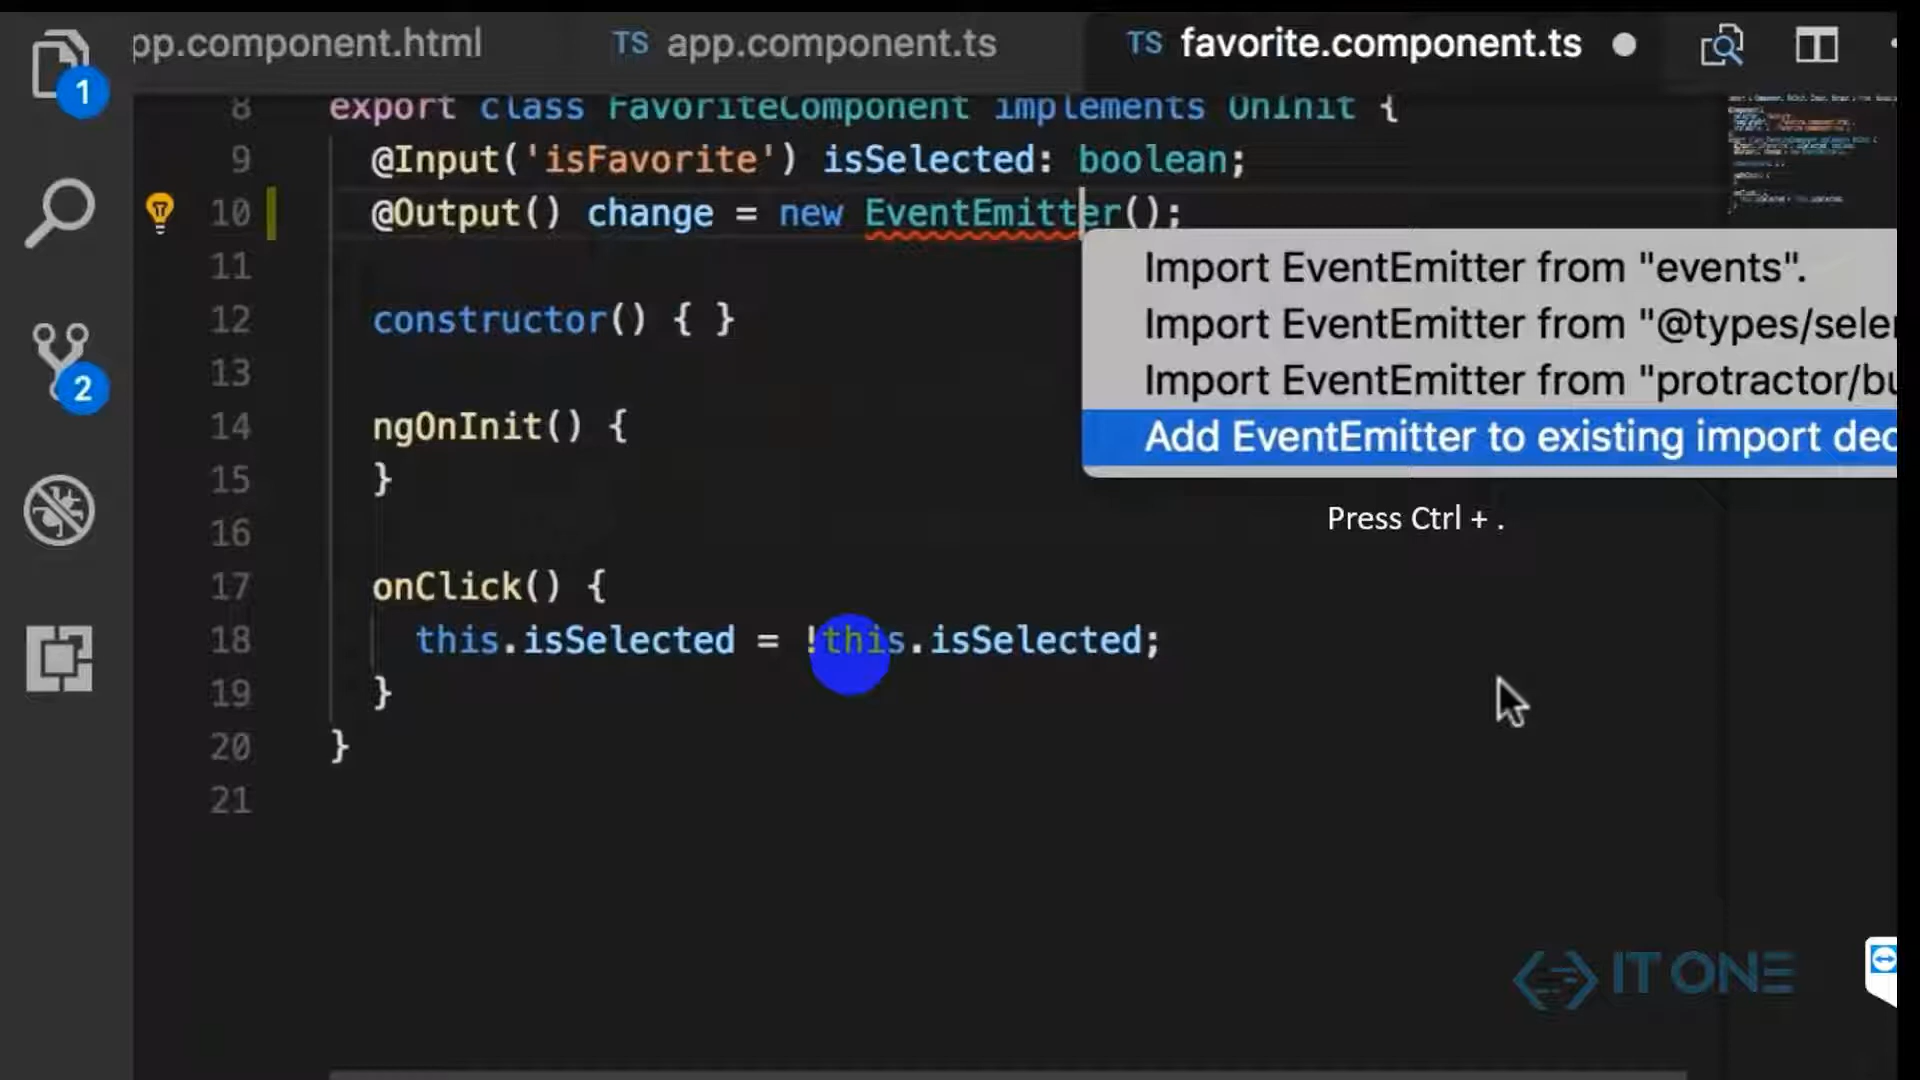 pp.component.html TS app.component.ts TS favorite.component.ts
1
8 export class FavoriteComponent implements OnInit {
9 @Input('isFavorite') isSelected: boolean;
10 @Output() change = new EventEmitter();
11
Import EventEmitter from "events".
12 constructor() { }
Import EventEmitter from "@types/sele
13
Import EventEmitter from "protractor/bu
2
14 ngOnInit() {
Add EventEmitter to existing import dec
15 }
Press Ctrl + .
16
17 onClick() {
18 this.isSelected = !this.isSelected;
19 }
20 }
21
IT ONE